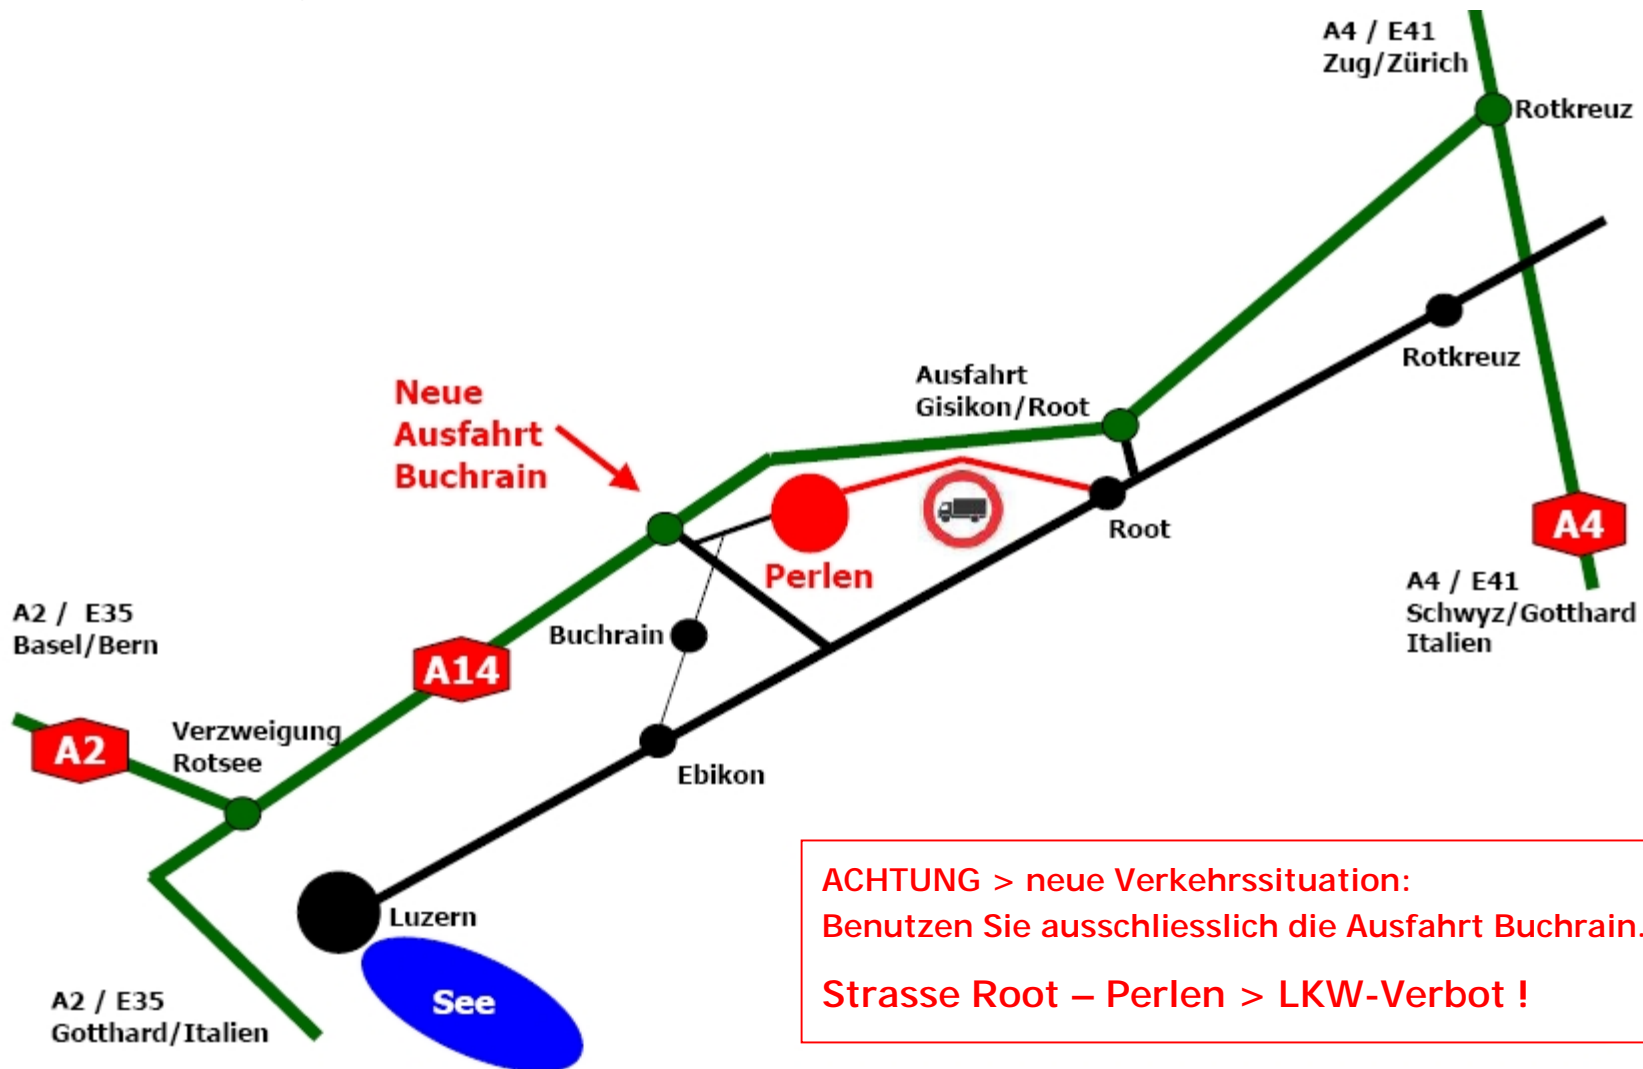 A4 / E41
Zug/Zürich
Rotkreuz
Rotkreuz
Ausfahrt
Gisikon/Root
Neue
Ausfahrt
Buchrain
Root
A4
Perlen
A4 / E41
Schwyz/Gotthard
Italien
A2 / E35
Basel/Bern
Buchrain
A14
Verzweigung
Rotsee
A2
Ebikon
Luzern
ACHTUNG > neue Verkehrssituation:
Benutzen Sie ausschliesslich die Ausfahrt Buchrain.
Strasse Root – Perlen > LKW-Verbot !
See
A2 / E35
Gotthard/Italien